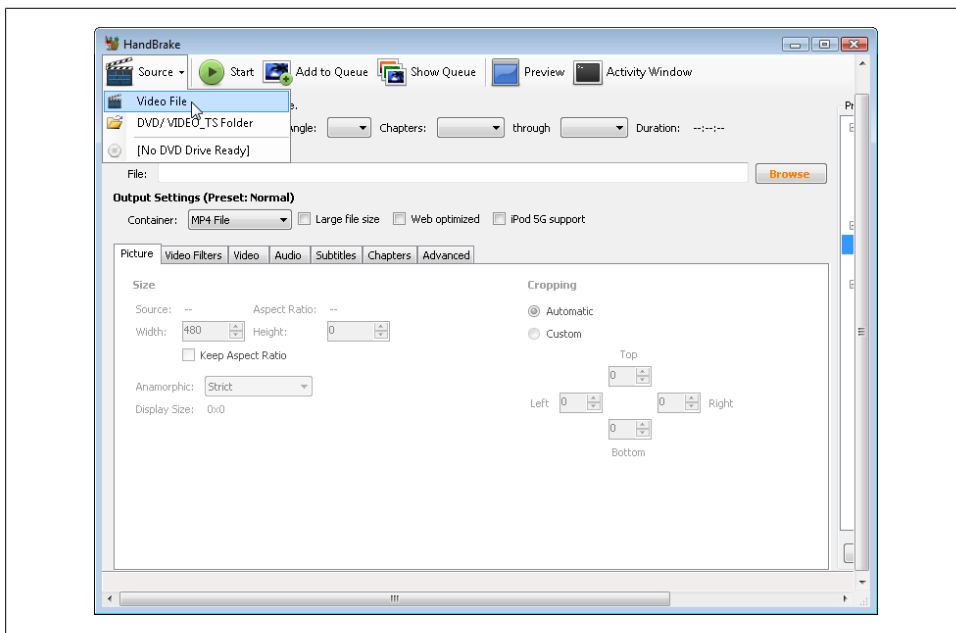 HandBrake
Source Start Add to Queue Show Queue Preview Activity Window
Video File
DVD/ VIDEO_TS Folder
Angle: Chapters: through Duration: --:--:--
[No DVD Drive Ready]
File: Browse
Output Settings (Preset: Normal)
Container: MP4 File Large file size Web optimized iPod 5G support
Picture Video Filters Video Audio Subtitles Chapters Advanced
Size Cropping
Source: -- Aspect Ratio: -- Automatic
Width: 480 Height: 0 Custom
Keep Aspect Ratio Top
0
Anamorphic: Strict
Left 0 0 Right
Display Size: 0x0
0
Bottom